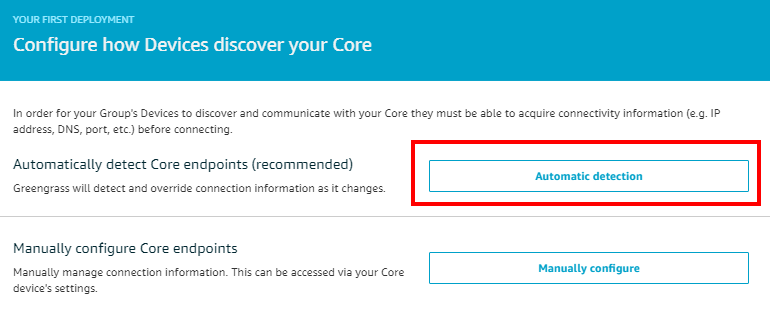 YOUR FIRST DEPLOYMENT
Configure how Devices discover your Core
In order for your Group's Devices to discover and communicate with your Core they must be able to acquire connectivity information (e.g. IP
address, DNS, port, etc.) before connecting.
Automatically detect Core endpoints (recommended)
Greengrass will detect and override connection information as it changes.
Automatic detection
Manually configure Core endpoints
Manually manage connection information. This can be accessed via your Core
device's settings.
Manually configure